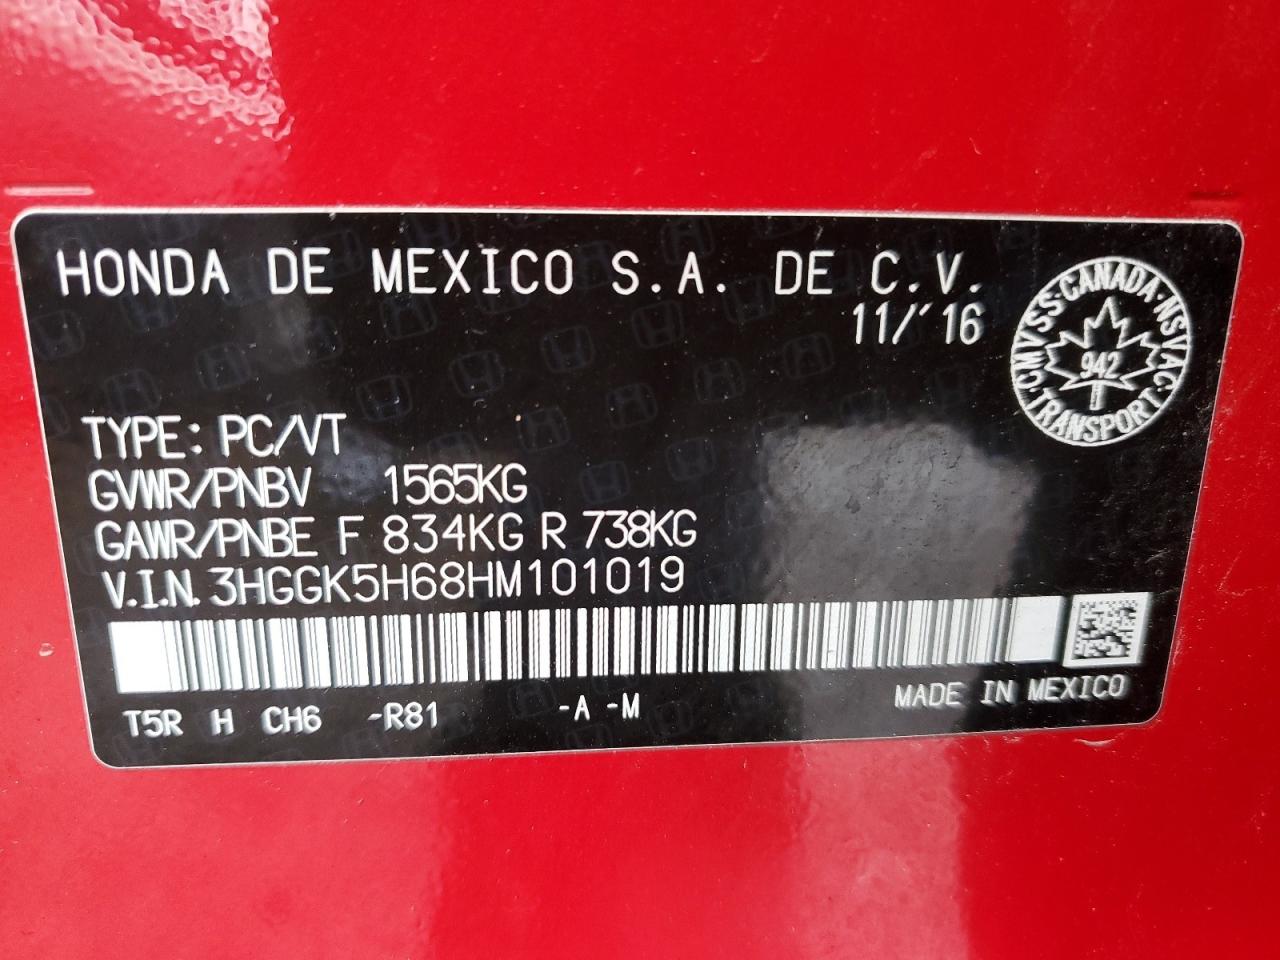 HONDA DE MEXICO S.A. DE C.V.
11/'16
CMVSS·CANADA·NSVAC·TRANSPORT·
942
TYPE: PC/VT
GVWR/PNBV 1565KG
GAWR/PNBE F 834KG R 738KG
V.I.N. 3HGGK5H68HM101019
T5R H CH6 -R81 -A -M
MADE IN MEXICO